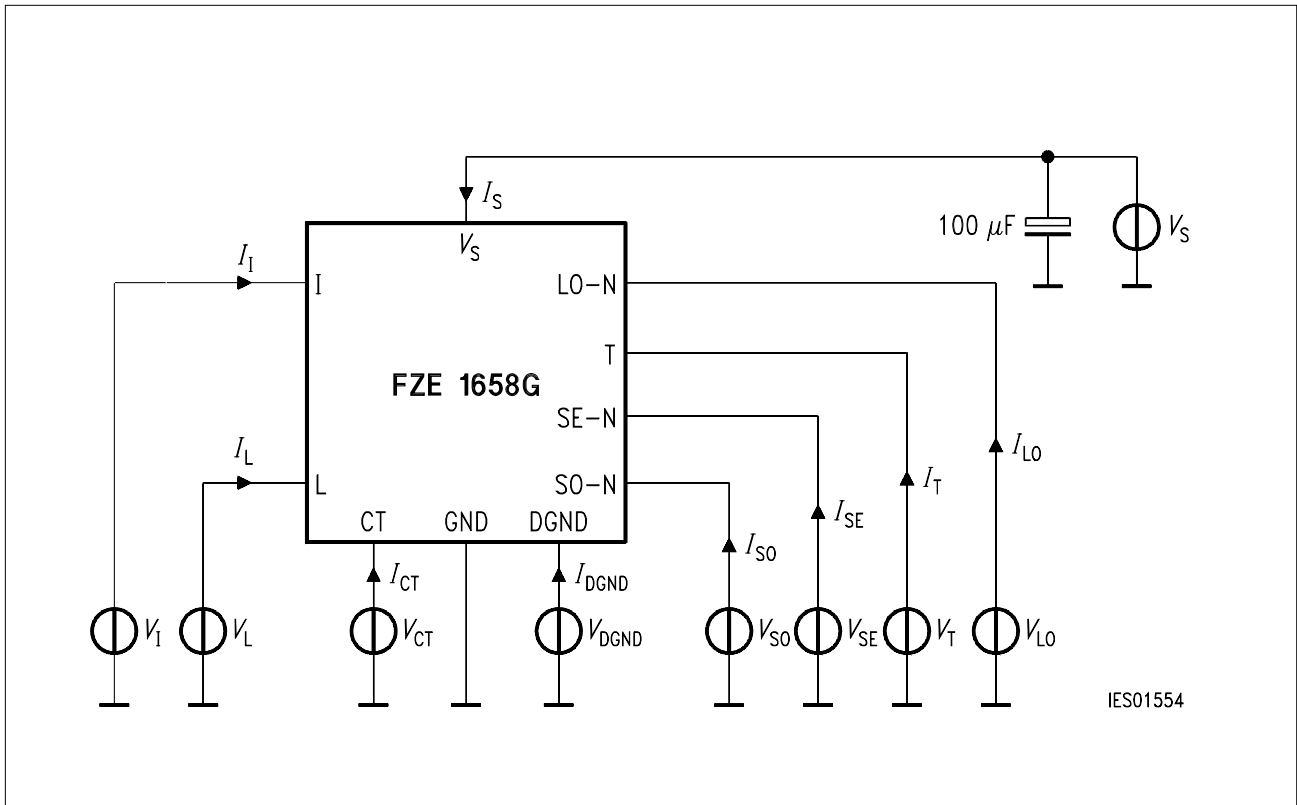 I_S
100 μF
V_S
V_S
I_I
I
LO–N
T
FZE 1658G
SE–N
I_LO
I_L
I_T
L
SO–N
I_SE
CT
GND
DGND
I_SO
I_CT
I_DGND
V_I
V_L
V_CT
V_DGND
V_SO
V_SE
V_T
V_LO
IES01554